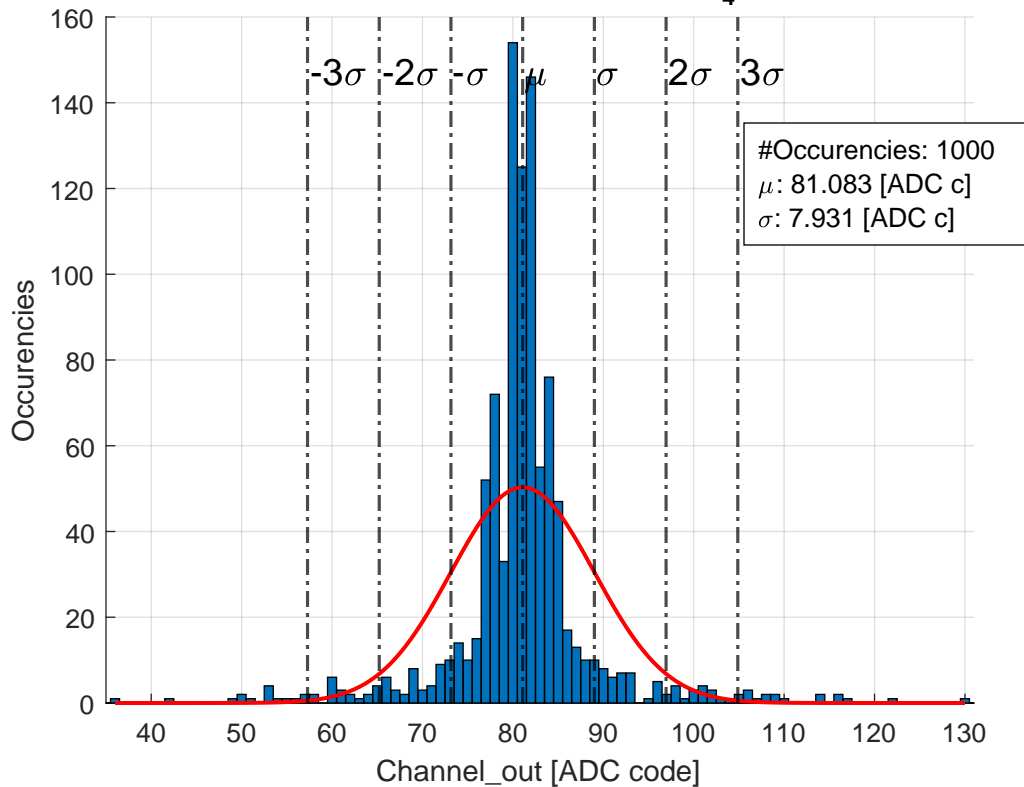 4
160
140
120
100
80
60
40
20
0
Occurencies
-3σ -2σ -σ μ σ 2σ 3σ
#Occurencies: 1000
μ: 81.083 [ADC c]
σ: 7.931 [ADC c]
40 50 60 70 80 90 100 110 120 130
Channel_out [ADC code]